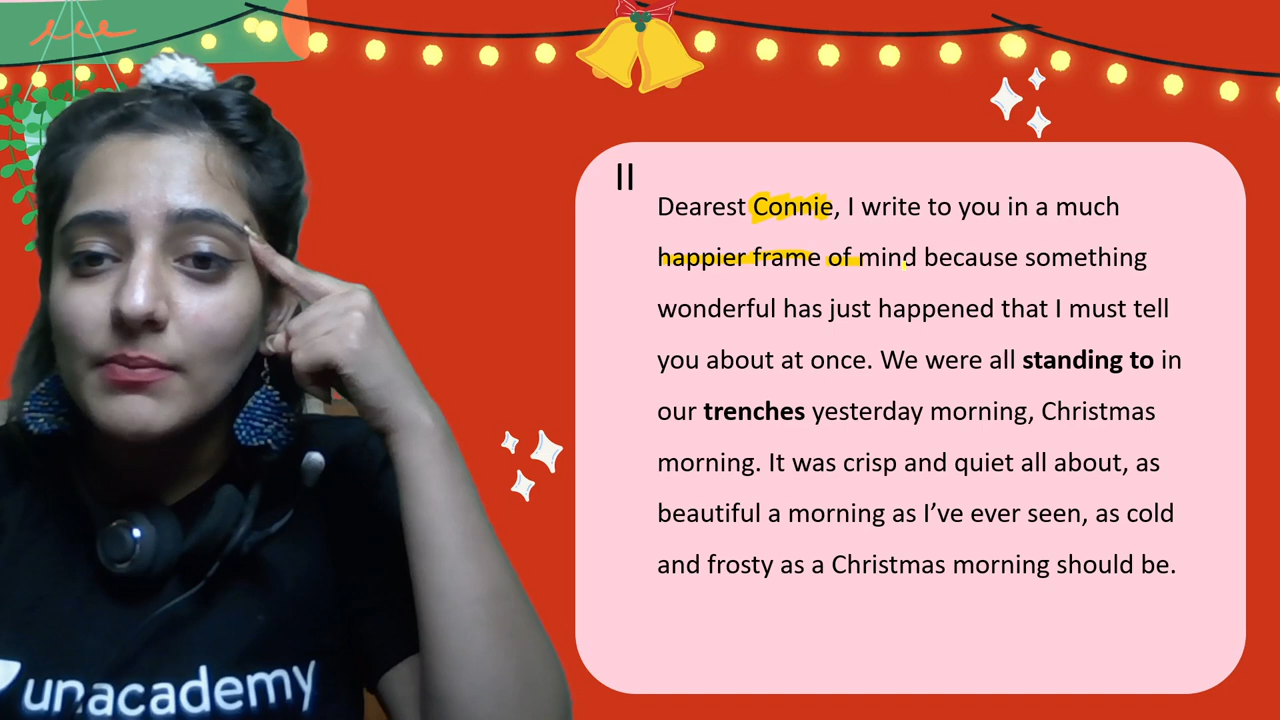 II
Dearest Connie, I write to you in a much
happier frame of mind because something
wonderful has just happened that I must tell
you about at once. We were all standing to in
our trenches yesterday morning, Christmas
morning. It was crisp and quiet all about, as
beautiful a morning as I’ve ever seen, as cold
and frosty as a Christmas morning should be.
unacademy